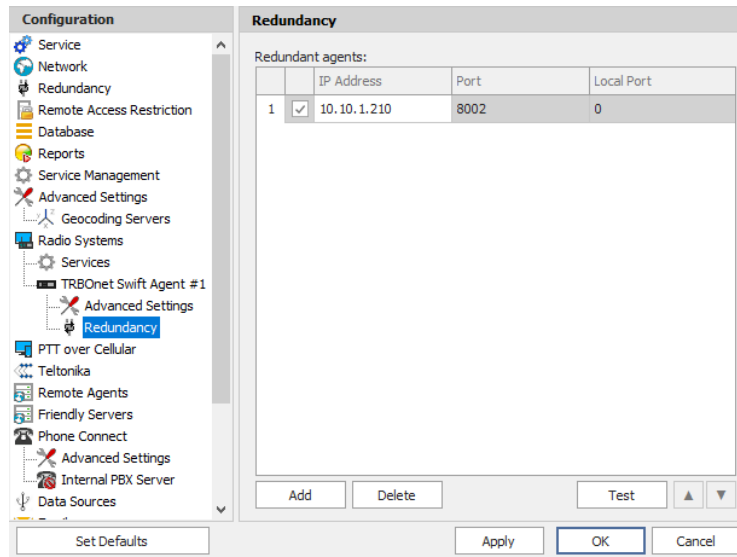 Configuration
Service
Network
Redundancy
Remote Access Restriction
Database
Reports
Service Management
Advanced Settings
Geocoding Servers
Radio Systems
Services
TRBOnet Swift Agent #1
Advanced Settings
Redundancy
PTT over Cellular
Teltonika
Remote Agents
Friendly Servers
Phone Connect
Advanced Settings
Internal PBX Server
Data Sources
Set Defaults
Redundancy
Redundant agents:
IP Address Port Local Port
1 10.10.1.210 8002 0
Add Delete Test
Apply OK Cancel